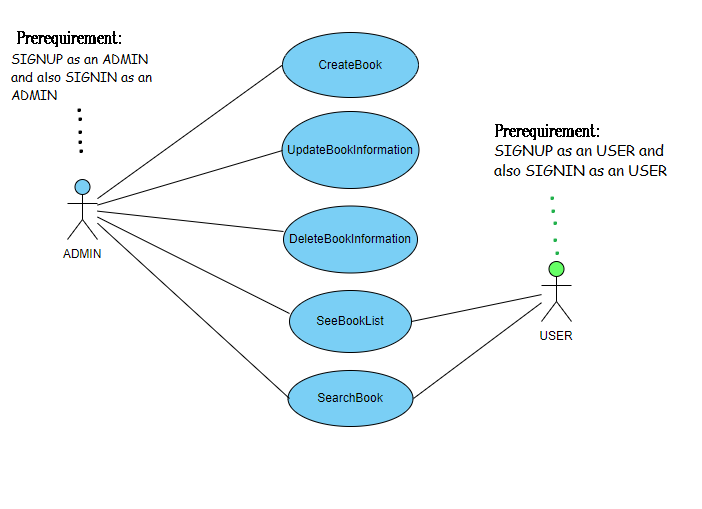 Prerequirement:
SIGNUP as an ADMIN
and also SIGNIN as an
ADMIN
CreateBook
UpdateBookInformation
Prerequirement:
SIGNUP as an USER and
also SIGNIN as an USER
DeleteBookInformation
ADMIN
SeeBookList
USER
SearchBook